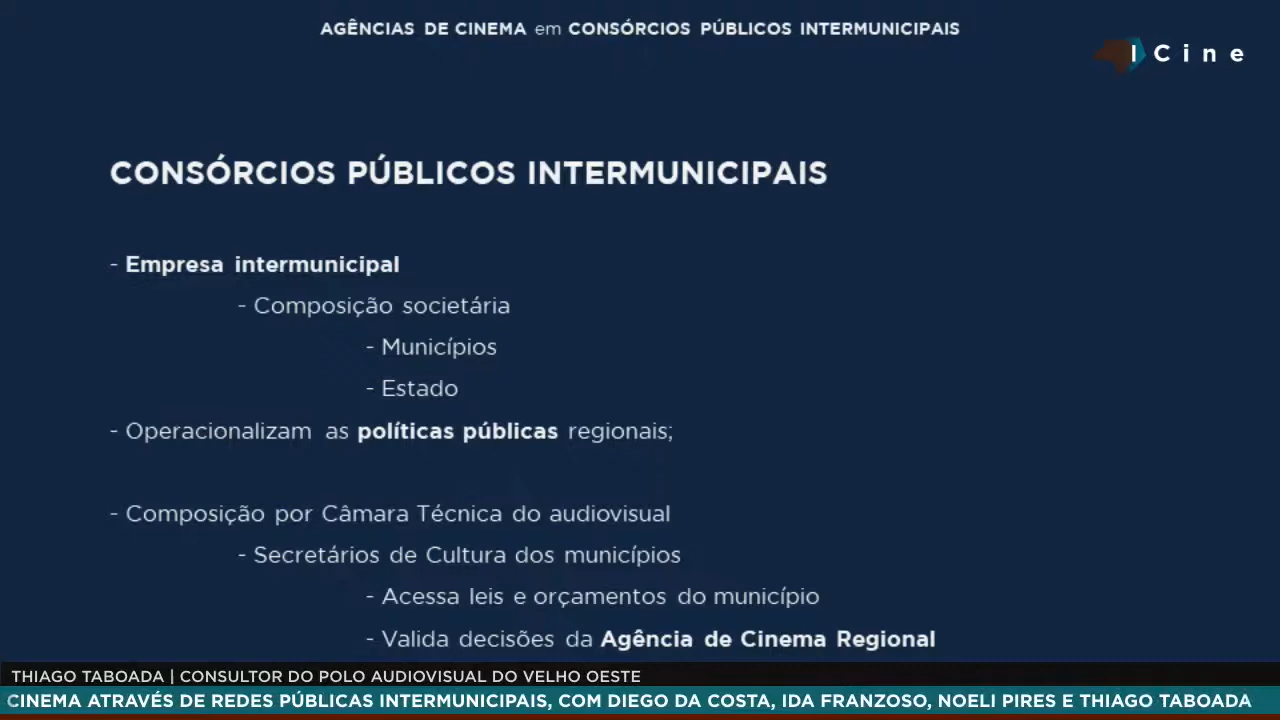 AGÊNCIAS DE CINEMA em CONSÓRCIOS PÚBLICOS INTERMUNICIPAIS
I Cine
CONSÓRCIOS PÚBLICOS INTERMUNICIPAIS
- Empresa intermunicipal
- Composição societária
- Municípios
- Estado
- Operacionalizam as políticas públicas regionais;
- Composição por Câmara Técnica do audiovisual
- Secretários de Cultura dos municípios
- Acessa leis e orçamentos do município
- Valida decisões da Agência de Cinema Regional
THIAGO TABOADA | CONSULTOR DO POLO AUDIOVISUAL DO VELHO OESTE
CINEMA ATRAVÉS DE REDES PÚBLICAS INTERMUNICIPAIS, COM DIEGO DA COSTA, IDA FRANZOSO, NOELI PIRES E THIAGO TABOADA